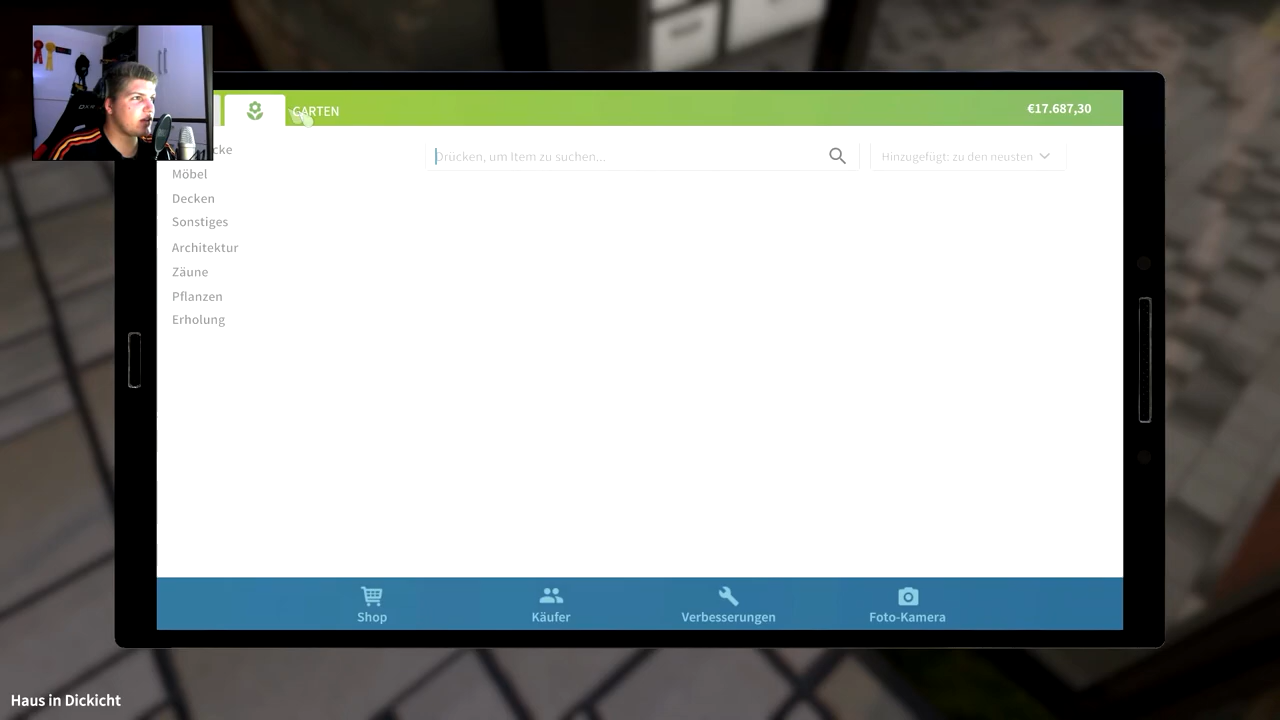 GARTEN
€17.687,30
Drücken, um Item zu suchen...
Hinzugefügt: zu den neusten
Möbel
Decken
Sonstiges
Architektur
Zäune
Pflanzen
Erholung
Shop
Käufer
Verbesserungen
Foto-Kamera
Haus in Dickicht